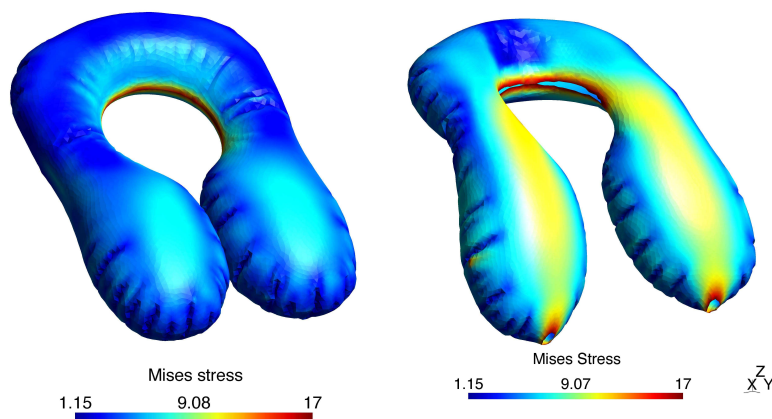 Mises stress
1.15 9.08 17
Mises Stress
1.15 9.07 17
Z
X Y